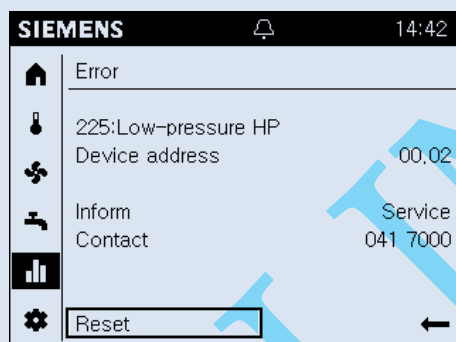 SIEMENS 14:42
Error
225:Low-pressure HP
Device address 00,02
Inform Service
Contact 041 7000
Reset